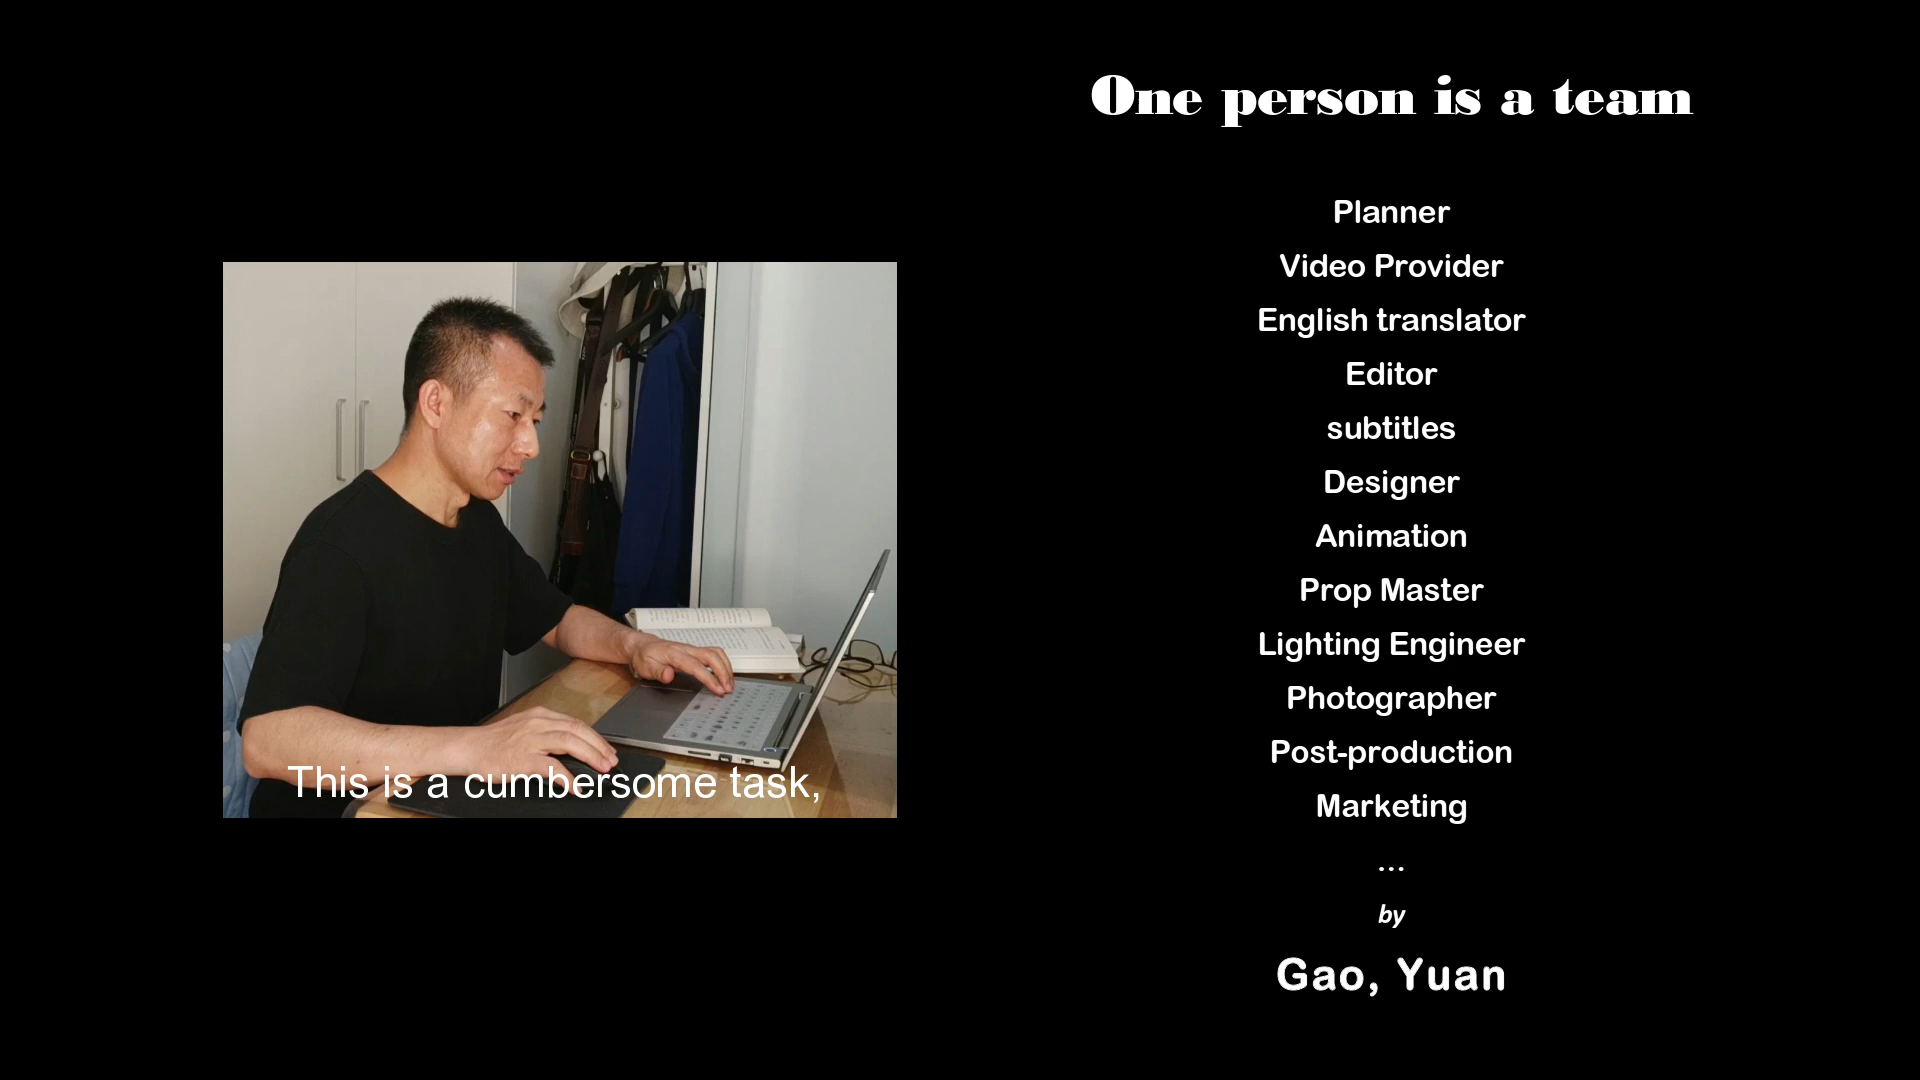 One person is a team
Planner
Video Provider
English translator
Editor
subtitles
Designer
Animation
Prop Master
Lighting Engineer
Photographer
Post-production
Marketing
...
by
Gao, Yuan
This is a cumbersome task,